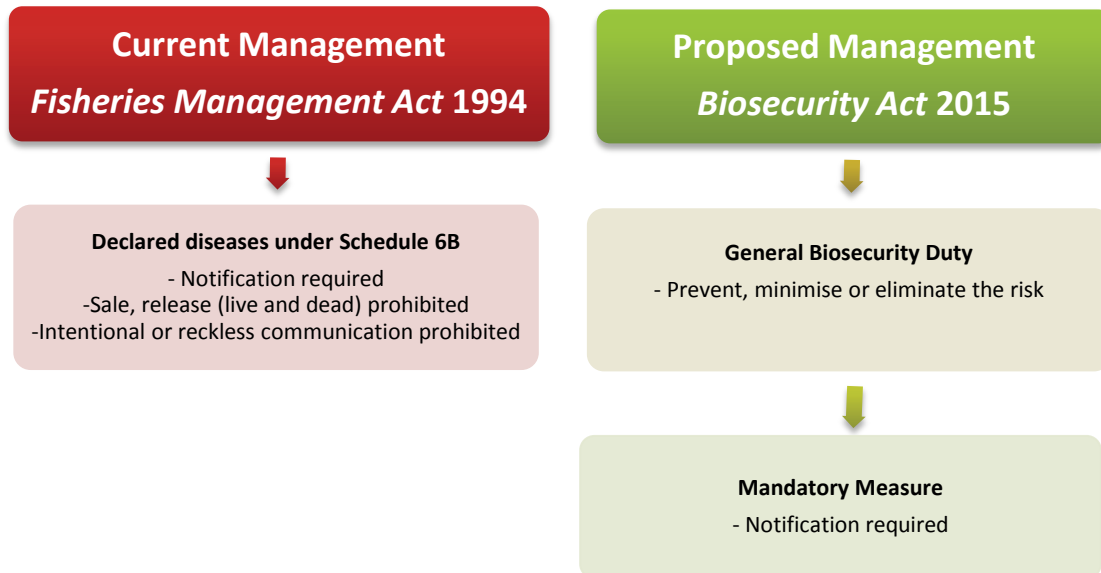 Current Management
Fisheries Management Act 1994
Declared diseases under Schedule 6B
- Notification required
-Sale, release (live and dead) prohibited
-Intentional or reckless communication prohibited
Proposed Management
Biosecurity Act 2015
General Biosecurity Duty
- Prevent, minimise or eliminate the risk
Mandatory Measure
- Notification required